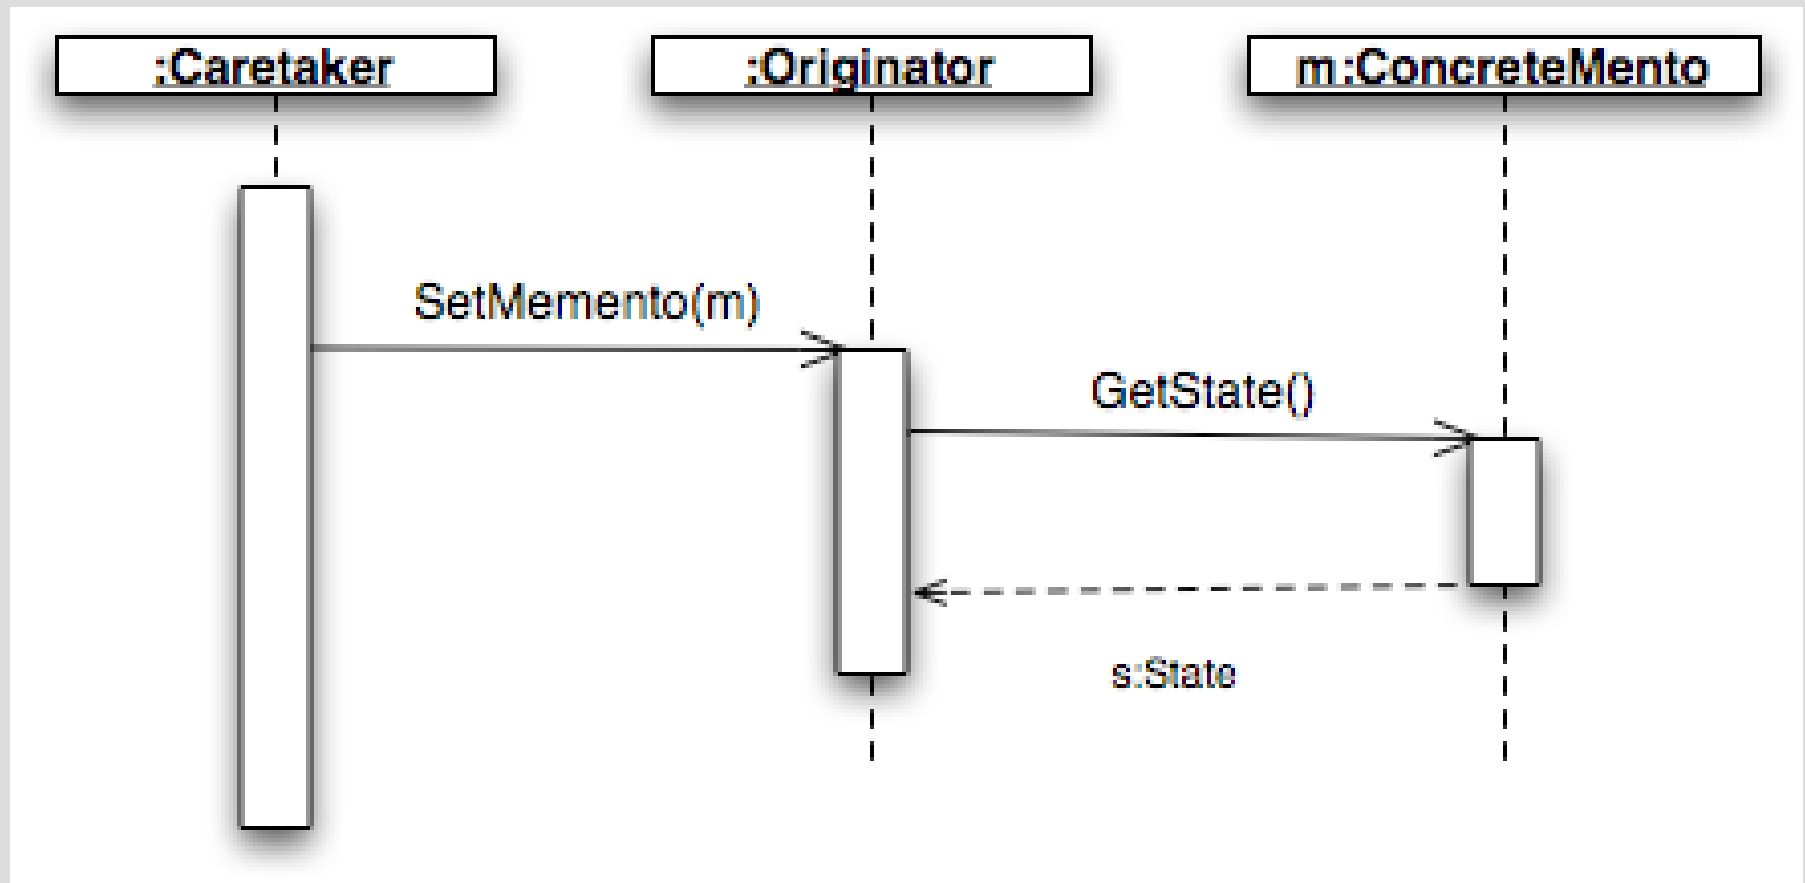 :Caretaker
:Originator
m:ConcreteMento
SetMemento(m)
GetState()
s:State